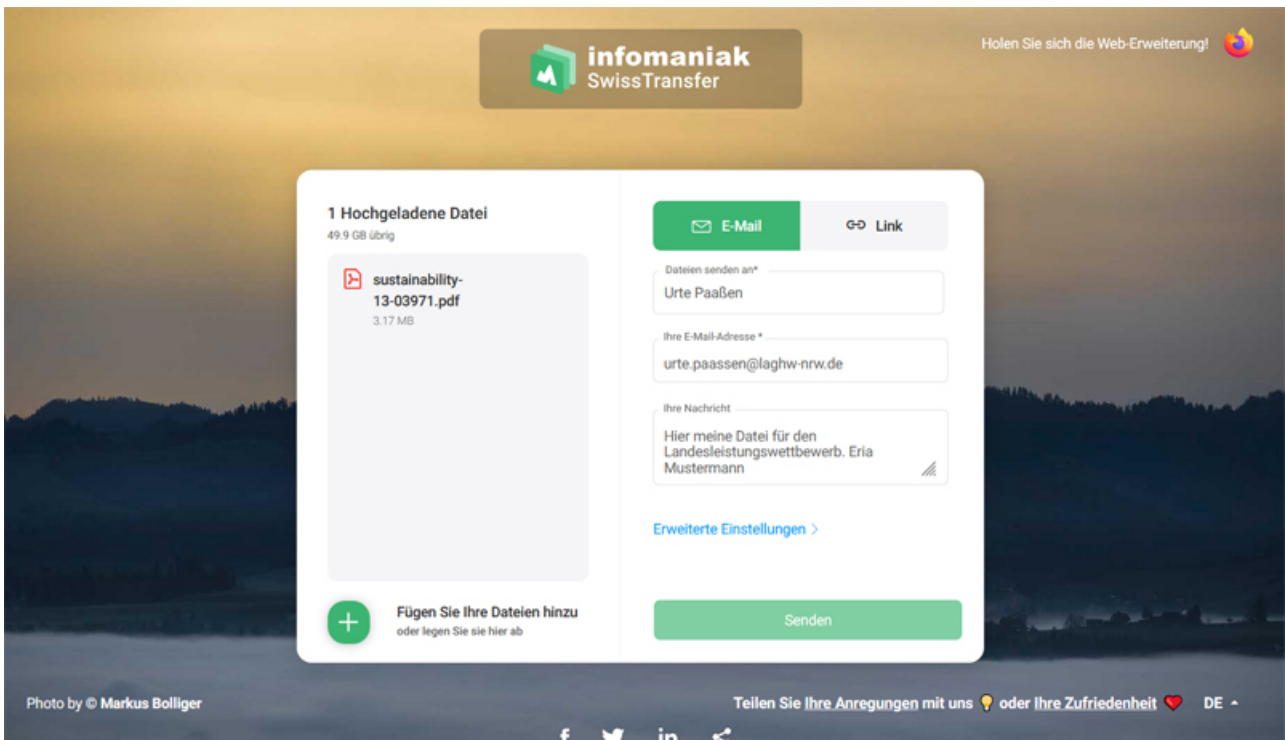 infomaniak
SwissTransfer
Holen Sie sich die Web-Erweiterung!
1 Hochgeladene Datei
49.9 GB übrig
sustainability-
13-03971.pdf
3.17 MB
Fügen Sie Ihre Dateien hinzu
oder legen Sie sie hier ab
E-Mail
Link
Dateien senden an*
Urte Paaßen
Ihre E-Mail-Adresse *
urte.paassen@laghw-nrw.de
Ihre Nachricht
Hier meine Datei für den
Landesleistungswettbewerb. Eria
Mustermann
Erweiterte Einstellungen >
Senden
Photo by © Markus Bolliger
Teilen Sie Ihre Anregungen mit uns 💡 oder Ihre Zufriedenheit ❤️ DE